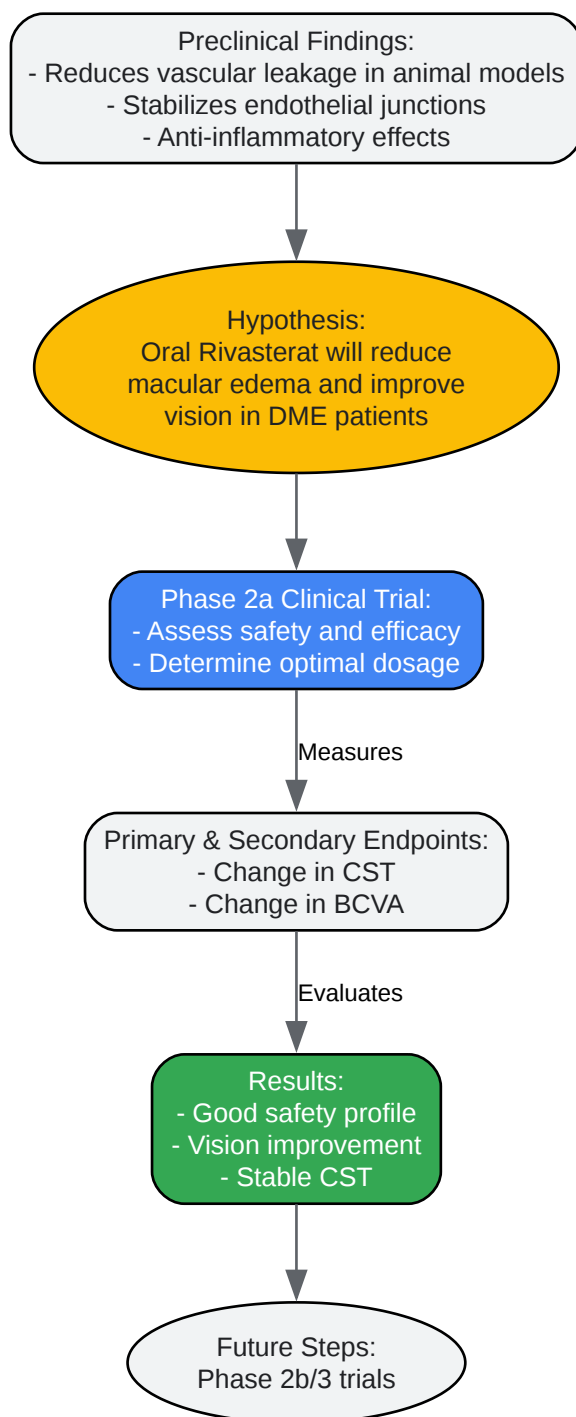 Preclinical Findings:
- Reduces vascular leakage in animal models
- Stabilizes endothelial junctions
- Anti-inflammatory effects
Hypothesis:
Oral Rivasterat will reduce
macular edema and improve
vision in DME patients
Phase 2a Clinical Trial:
- Assess safety and efficacy
- Determine optimal dosage
Measures
Primary & Secondary Endpoints:
- Change in CST
- Change in BCVA
Evaluates
Results:
- Good safety profile
- Vision improvement
- Stable CST
Future Steps:
Phase 2b/3 trials